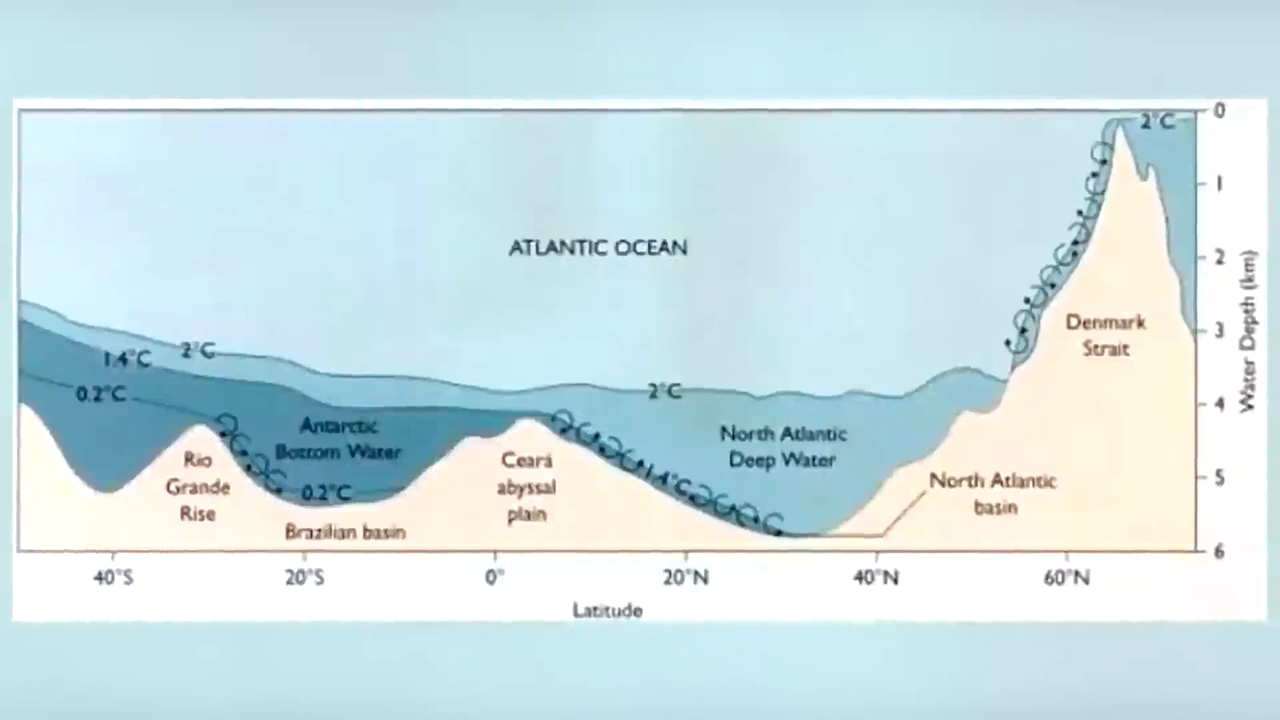 0
2°C
1
ATLANTIC OCEAN
2
Water Depth (km)
Denmark
Strait
3
1.4°C
2°C
2°C
0.2°C
4
Antarctic
Bottom Water
North Atlantic
Deep Water
Rio
Grande
Rise
Ceará
abyssal
plain
1.4°C
5
North Atlantic
basin
0.2°C
Brazilian basin
6
40°S
20°S
0°
20°N
40°N
60°N
Latitude